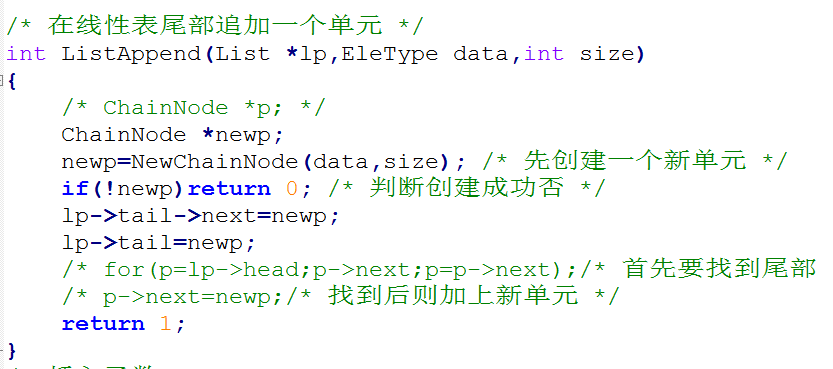 /* 在线性表尾部追加一个单元 */
int ListAppend(List *lp,EleType data,int size)
{
/* ChainNode *p; */
ChainNode *newp;
newp=NewChainNode(data,size); /* 先创建一个新单元 */
if(!newp)return 0; /* 判断创建成功否 */
lp->tail->next=newp;
lp->tail=newp;
/* for(p=lp->head;p->next;p=p->next);/* 首先要找到尾部
/* p->next=newp;/* 找到后则加上新单元 */
return 1;
}